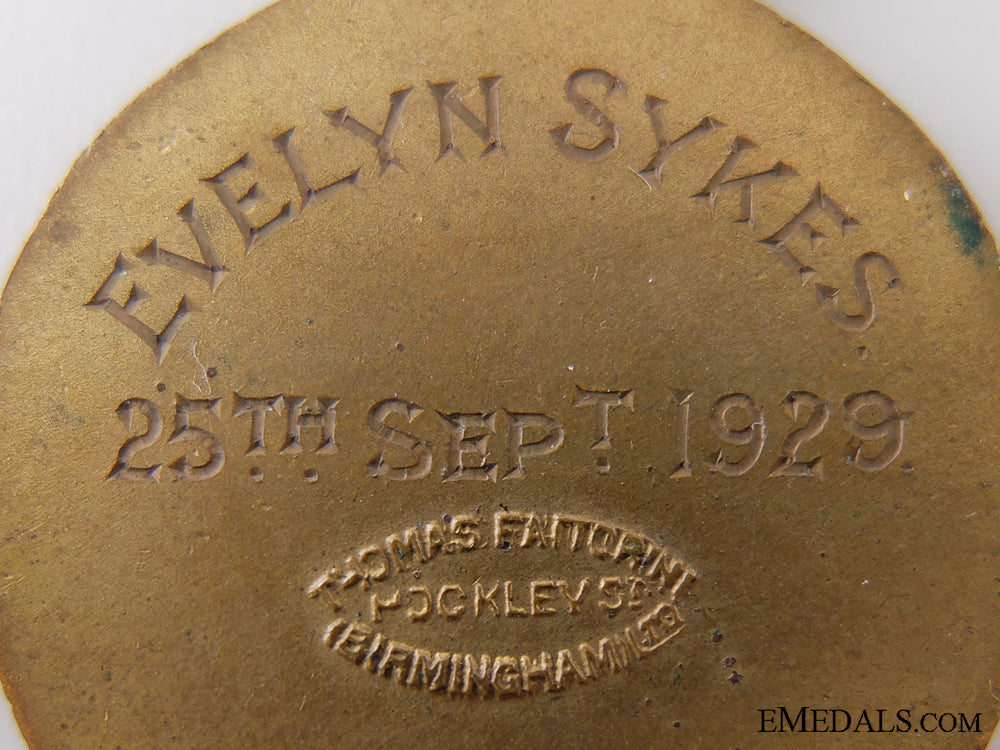 EVELYN SYKES.
25TH SEPT. 1929.
THOMAS FATTORINI
HOCKLEY ST.
(BIRMINGHAM) LTD
EMEDALS.COM